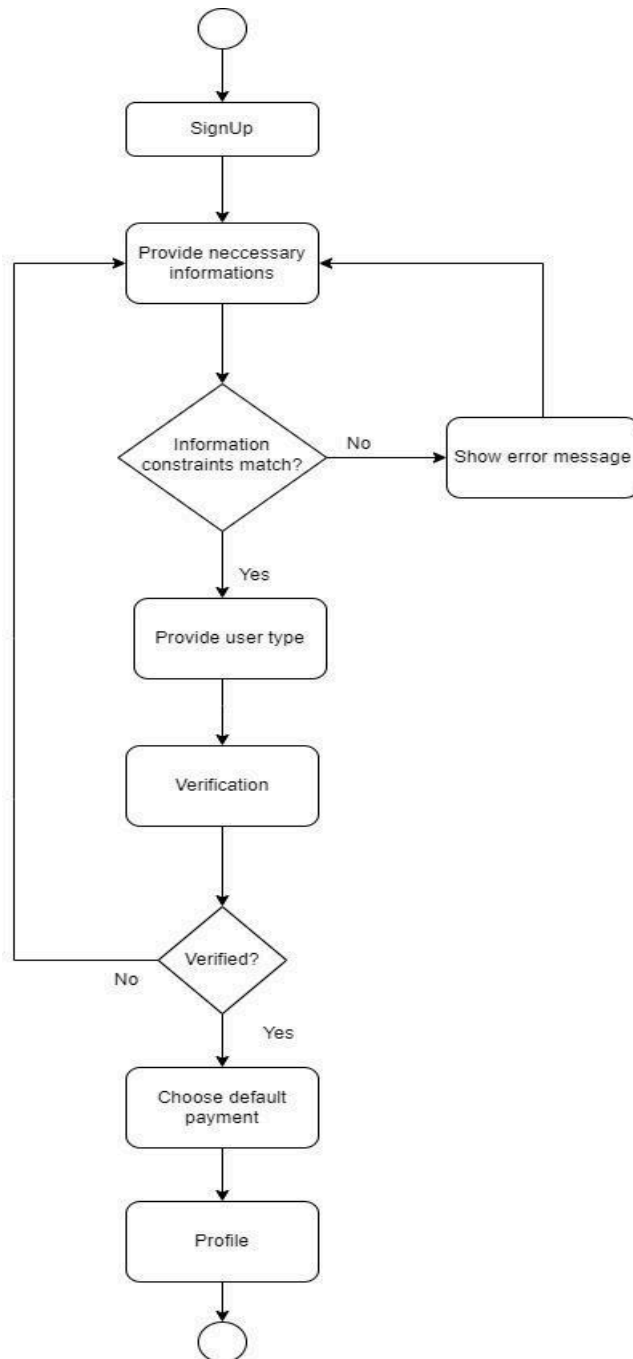 SignUp
Provide neccessary
informations
Information
constraints match?
No
Show error message
Yes
Provide user type
Verification
Verified?
No
Yes
Choose default
payment
Profile